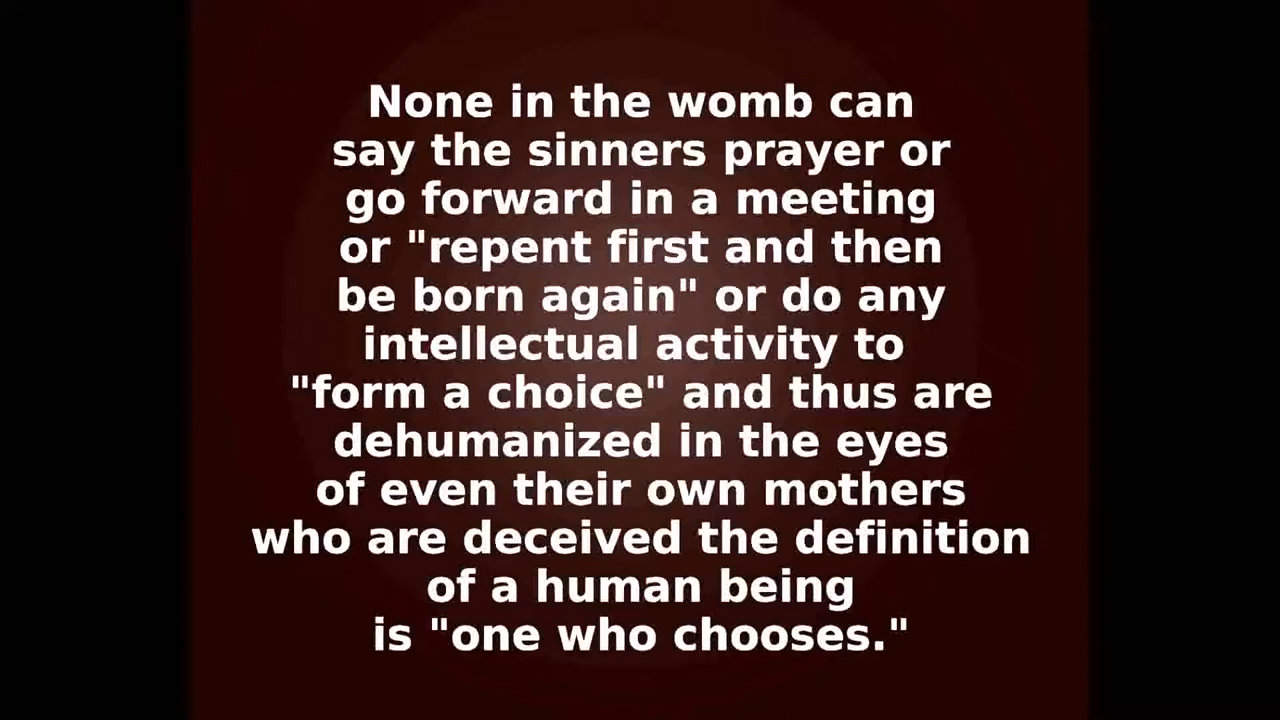 None in the womb can
say the sinners prayer or
go forward in a meeting
or "repent first and then
be born again" or do any
intellectual activity to
"form a choice" and thus are
dehumanized in the eyes
of even their own mothers
who are deceived the definition
of a human being
is "one who chooses."